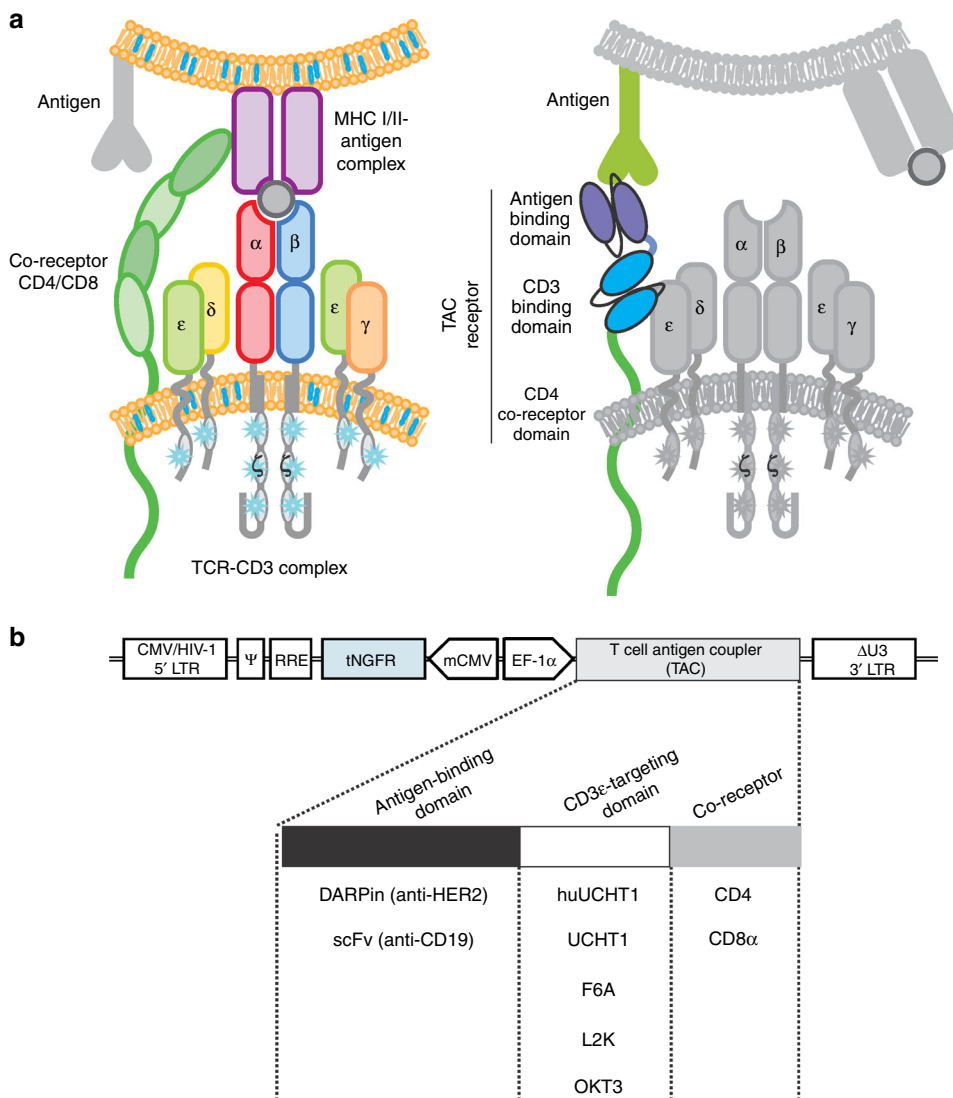 a
Antigen
MHC I/II-
antigen
complex
Co-receptor
CD4/CD8
α
β
ε
δ
ε
γ
ζ
ζ
TCR-CD3 complex
Antigen
TAC
receptor
Antigen
binding
domain
CD3
binding
domain
CD4
co-receptor
domain
α
β
ε
δ
ε
γ
ζ
ζ
b
CMV/HIV-1
5′ LTR
Ψ
RRE
tNGFR
mCMV
EF-1α
T cell antigen coupler
(TAC)
ΔU3
3′ LTR
Antigen-binding
domain
CD3ε-targeting
domain
Co-receptor
DARPin (anti-HER2)
huUCHT1
CD4
scFv (anti-CD19)
UCHT1
CD8α
F6A
L2K
OKT3